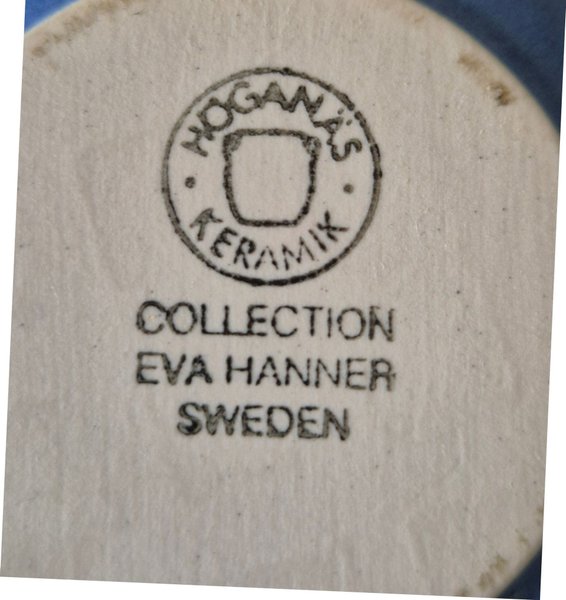 HÖGANÄS
KERAMIK
COLLECTION
EVA HANNER
SWEDEN